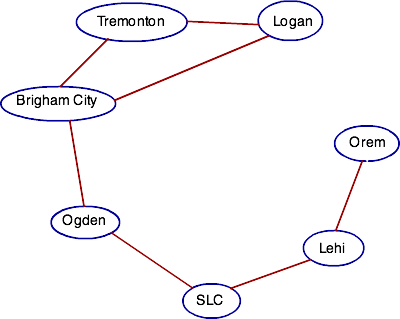 Tremonton
Logan
Brigham City
Orem
Ogden
Lehi
SLC